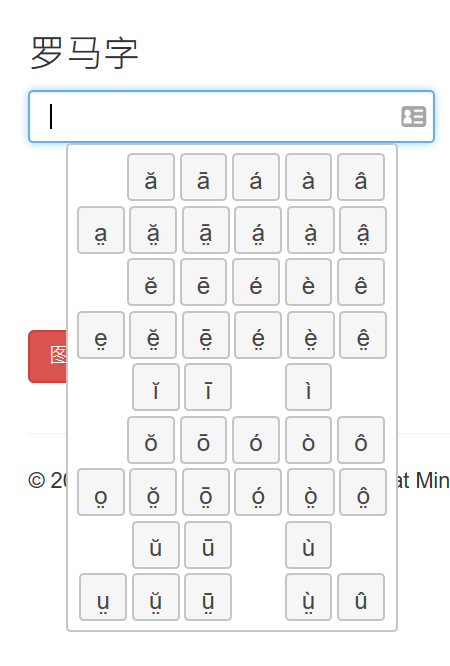 罗马字
ă ā á à â
a̤ ă̤ ā̤ á̤ à̤ â̤
ĕ ē é è ê
e̤ ĕ̤ ē̤ é̤ è̤ ê̤
图
ĭ ī ì
ŏ ō ó ò ô
© 20 at Min
o̤ ŏ̤ ō̤ ó̤ ò̤ ô̤
ŭ ū ù
ṳ ṳ̆ ṳ̄ ṳ̀ û